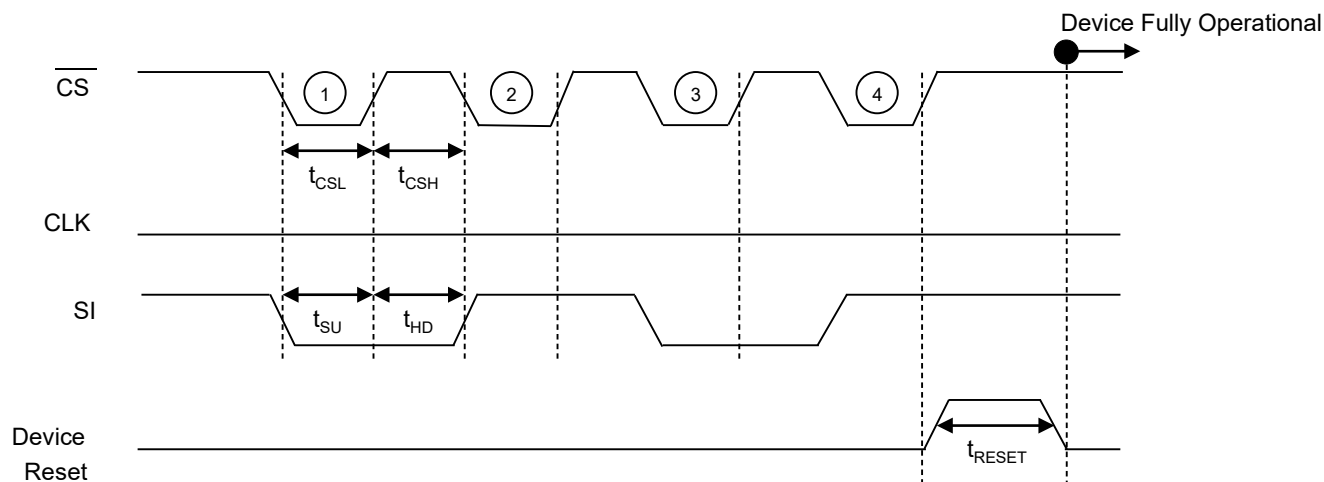 Device Fully Operational
CS
1 2 3 4
tCSL tCSH
CLK
SI
tSU tHD
Device
Reset
tRESET